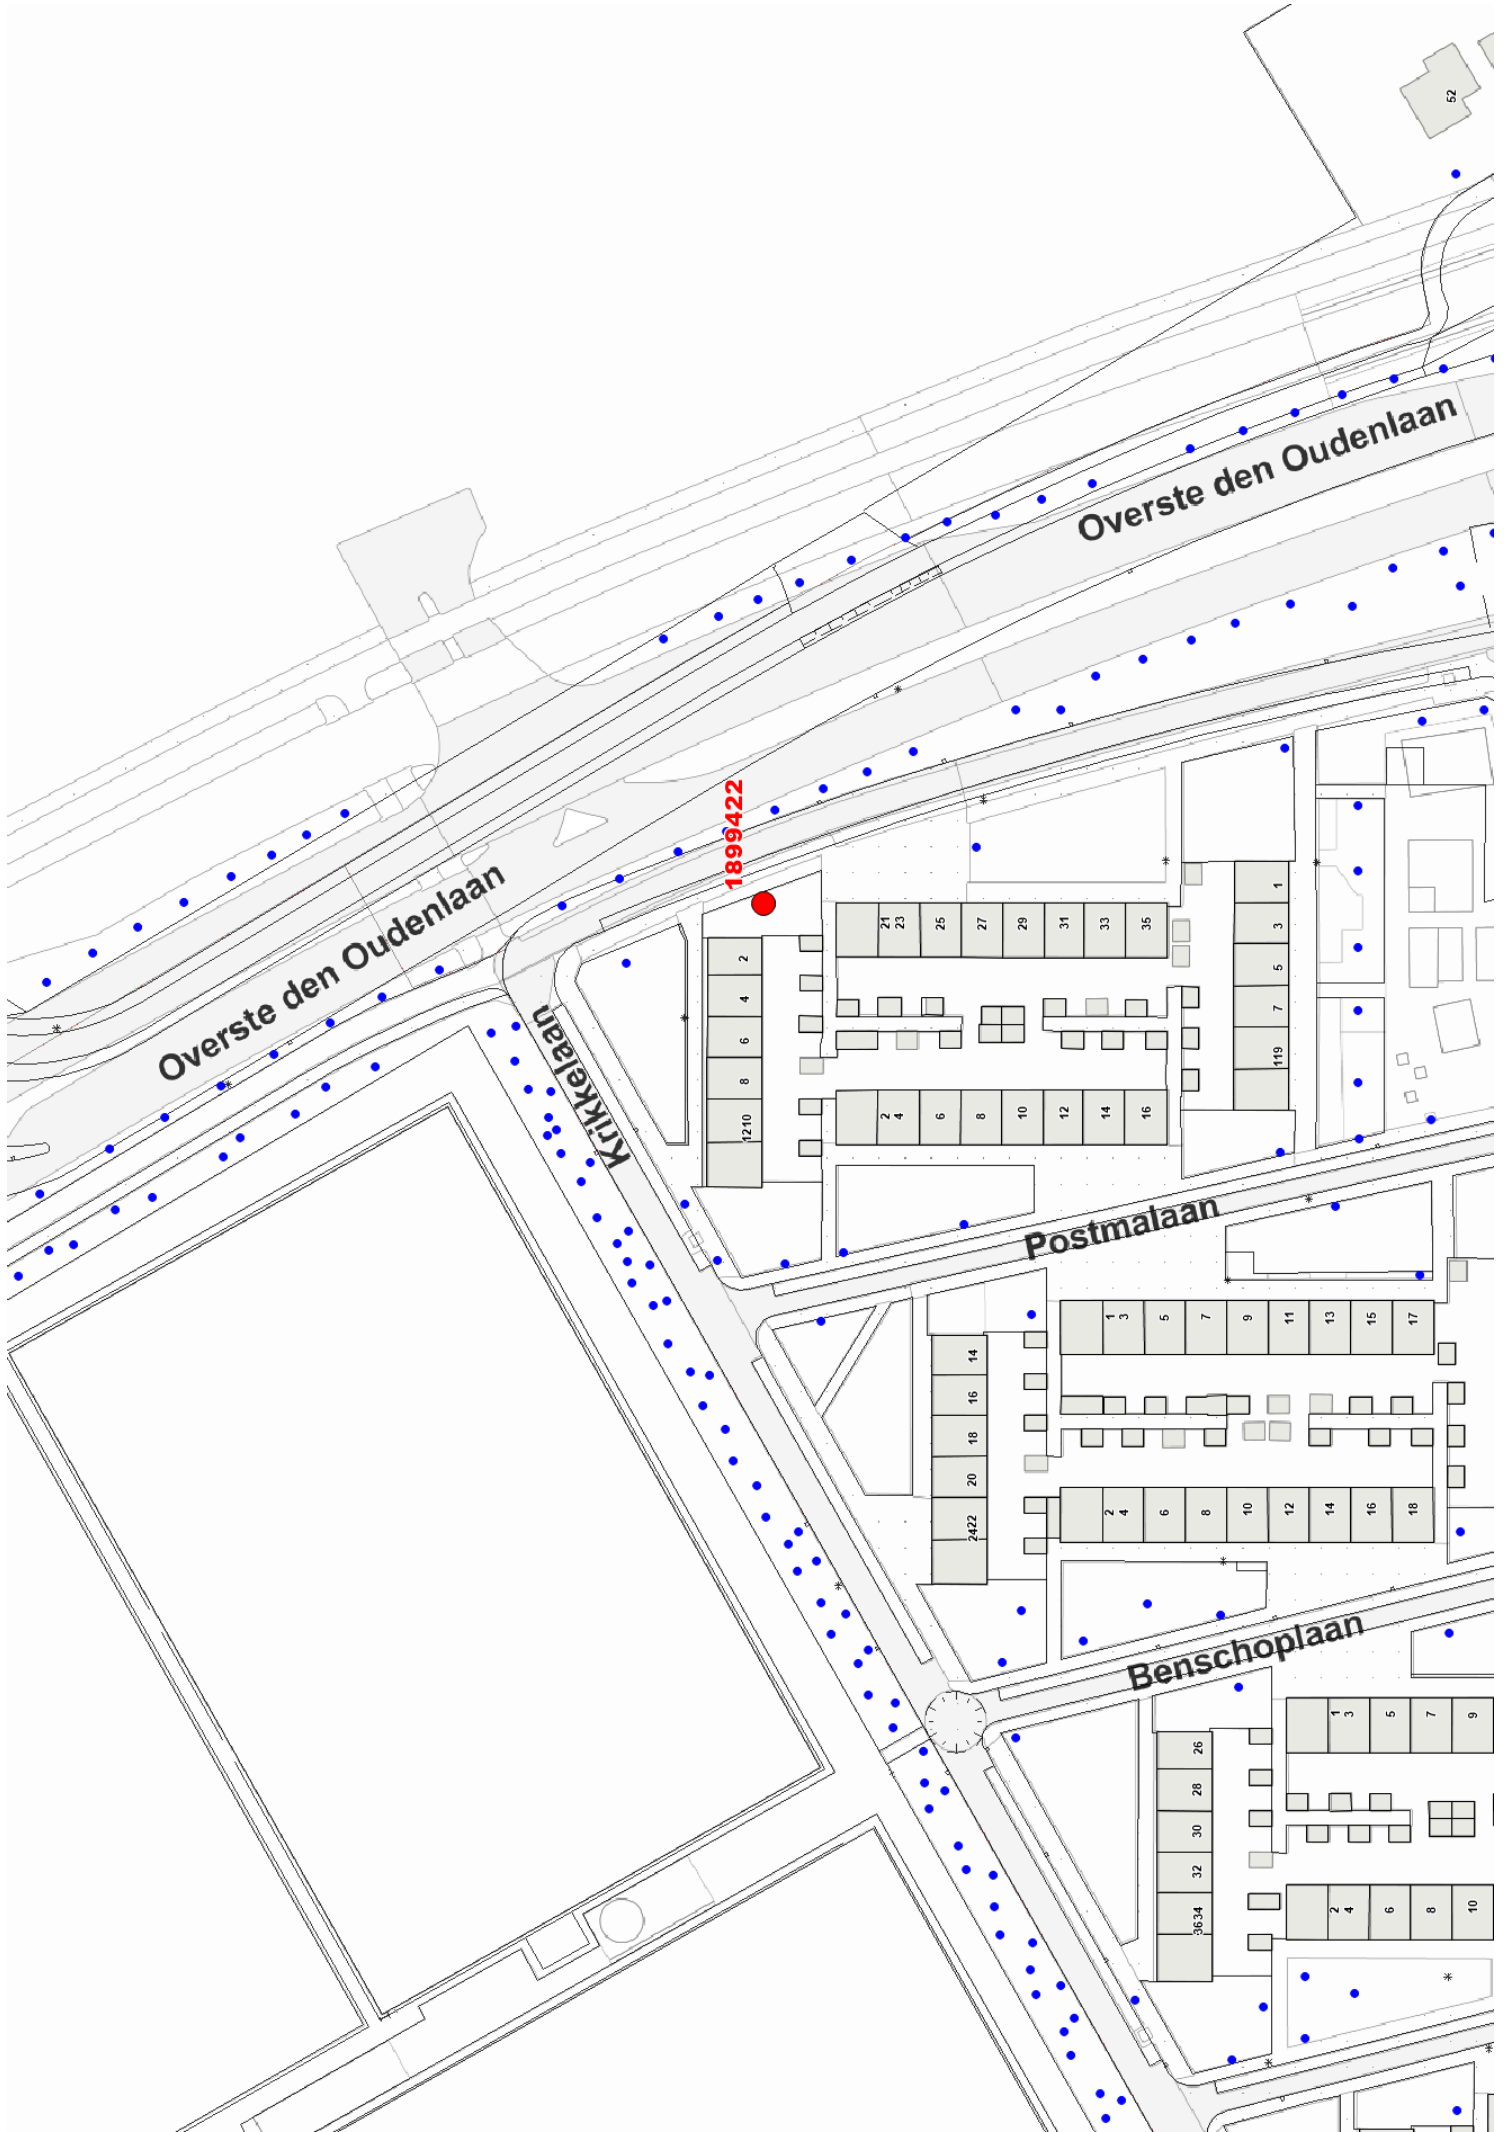 52
Overste den Oudenlaan
1899422
Overste den Oudenlaan
Krikkelaan
21 23 25 27 29 31 33 35
1
3
5
7
119
2
4
6
8
1210
2 4 6 8 10 12 14 16
Postmalaan
1 3 5 7 9 11 13 15 17
14
16
18
20
2422
2 4 6 8 10 12 14 16 18
Benschoplaan
1 3 5 7 9
26
28
30
32
3634
2 4 6 8 10